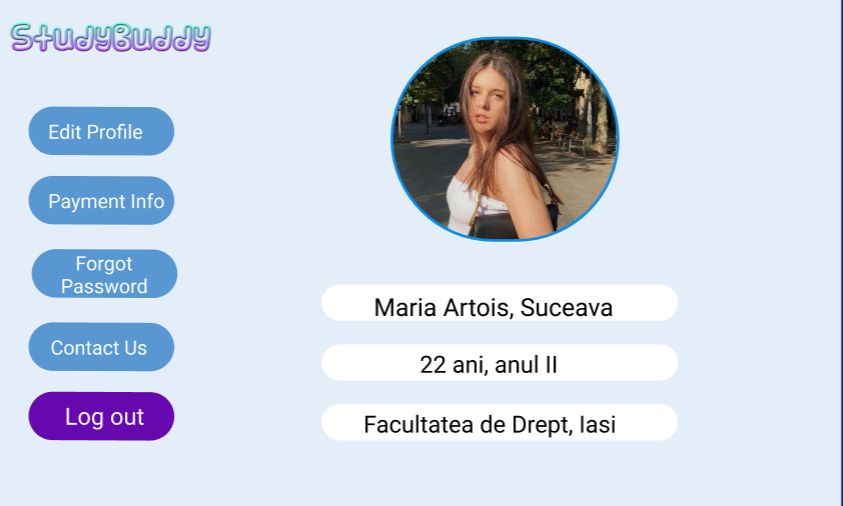 StudyBuddy
Edit Profile
Payment Info
Forgot
Password
Contact Us
Log out
Maria Artois, Suceava
22 ani, anul II
Facultatea de Drept, Iasi